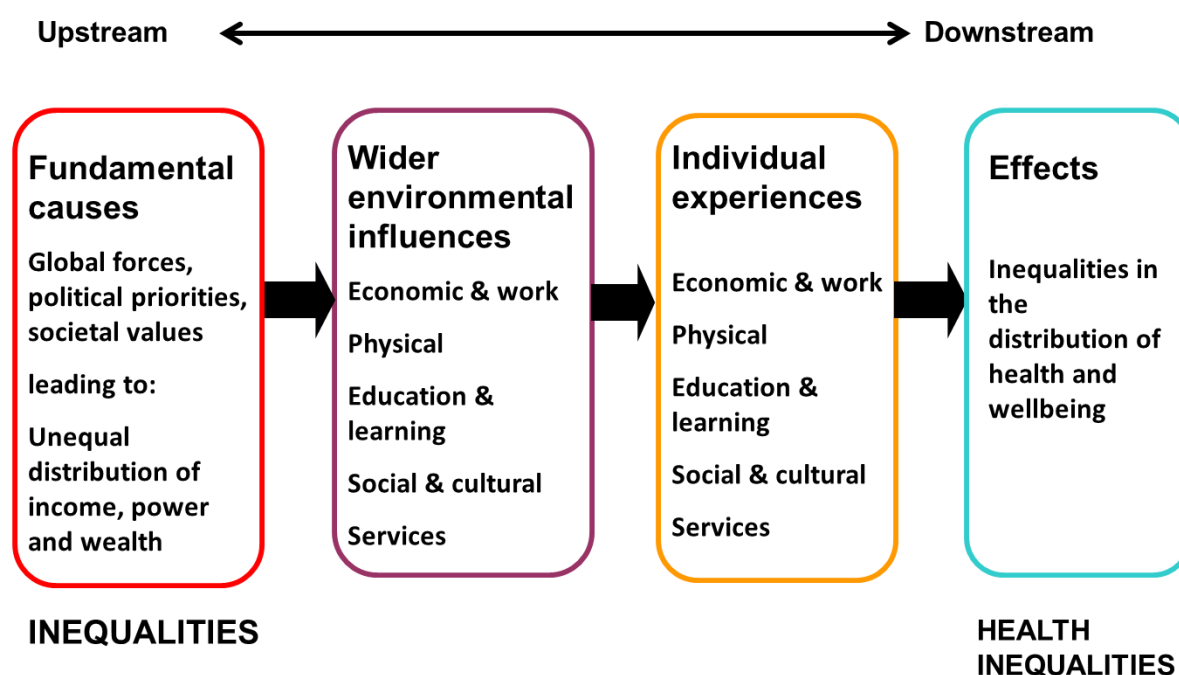 Upstream
Downstream
Fundamental
causes
Global forces,
political priorities,
societal values
leading to:
Unequal
distribution of
income, power
and wealth
Wider
environmental
influences
Economic & work
Physical
Education &
learning
Social & cultural
Services
Individual
experiences
Economic & work
Physical
Education &
learning
Social & cultural
Services
Effects
Inequalities in
the
distribution of
health and
wellbeing
INEQUALITIES
HEALTH
INEQUALITIES